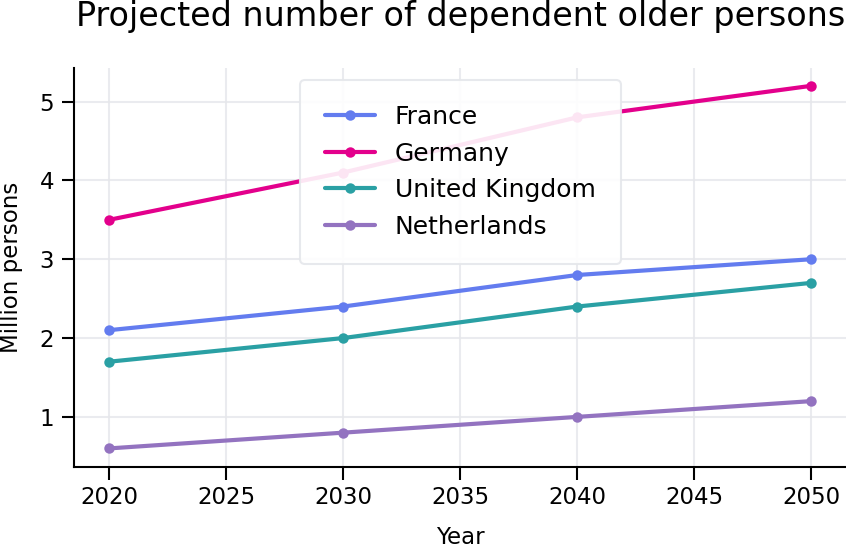 Projected number of dependent older persons
Million persons
5
4
3
2
1
France
Germany
United Kingdom
Netherlands
2020 2025 2030 2035 2040 2045 2050
Year